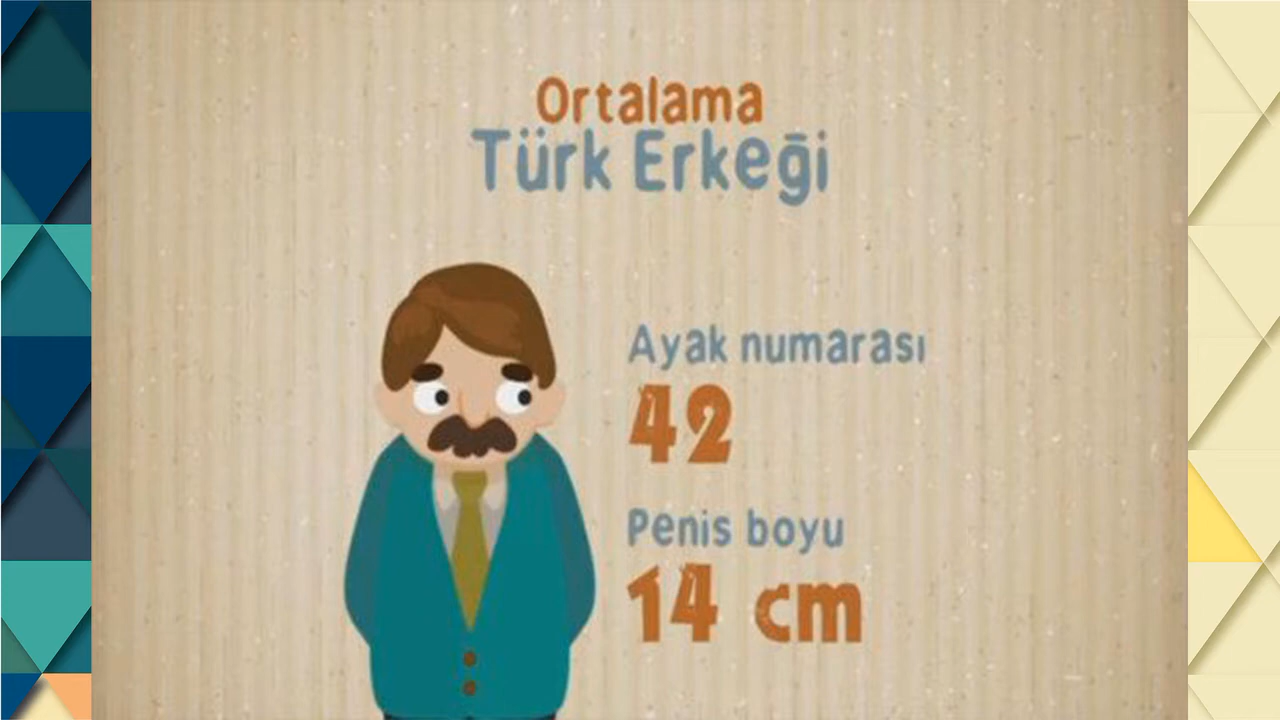 Ortalama
Türk Erkeği
Ayak numarası
42
Penis boyu
14 cm